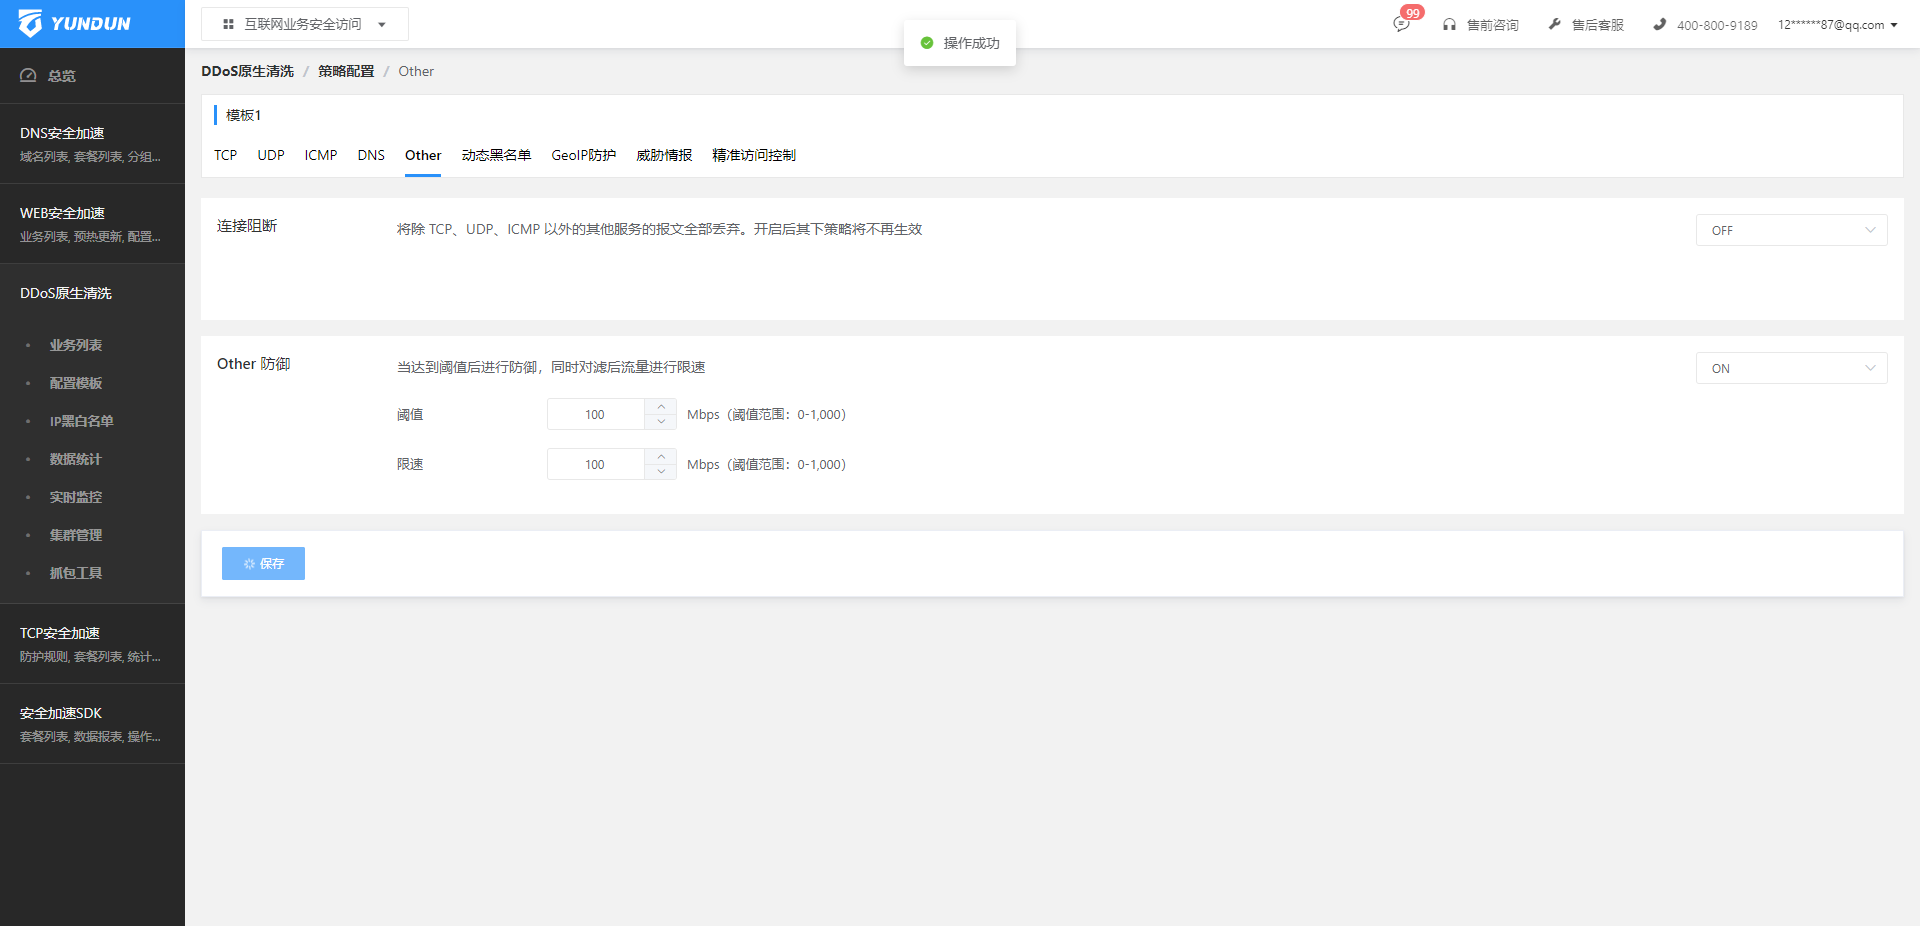 YUNDUN
互联网业务安全访问
操作成功
99
售前咨询
售后客服
400-800-9189
12******87@qq.com
总览
DNS安全加速
域名列表, 套餐列表, 分组...
WEB安全加速
业务列表, 预热更新, 配置...
DDoS原生清洗
业务列表
配置模板
IP黑白名单
数据统计
实时监控
集群管理
抓包工具
TCP安全加速
防护规则, 套餐列表, 统计...
安全加速SDK
套餐列表, 数据报表, 操作...
DDoS原生清洗 / 策略配置 / Other
模板1
TCP UDP ICMP DNS Other 动态黑名单 GeoIP防护 威胁情报 精准访问控制
连接阻断 将除 TCP、UDP、ICMP 以外的其他服务的报文全部丢弃。开启后其下策略将不再生效 OFF
Other 防御 当达到阈值后进行防御，同时对滤后流量进行限速 ON
阈值 100 Mbps（阈值范围：0-1,000）
限速 100 Mbps（阈值范围：0-1,000）
保存